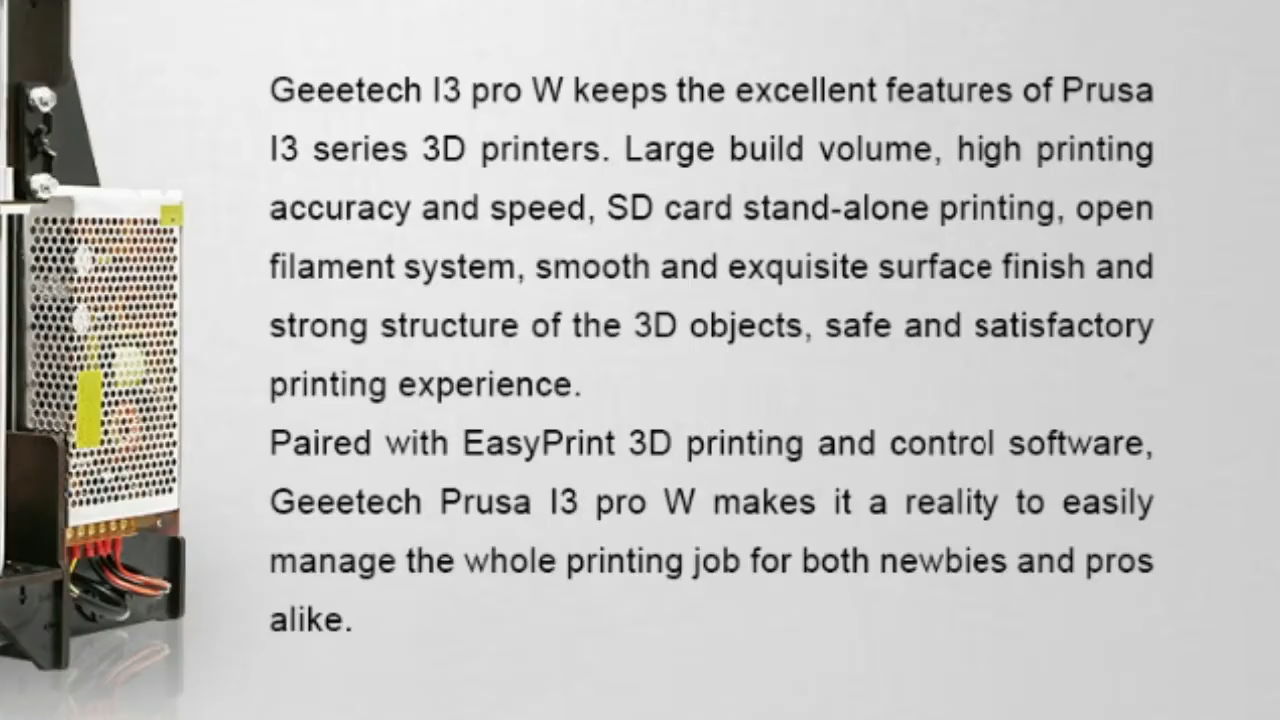 Geeetech I3 pro W keeps the excellent features of Prusa
I3 series 3D printers. Large build volume, high printing
accuracy and speed, SD card stand-alone printing, open
filament system, smooth and exquisite surface finish and
strong structure of the 3D objects, safe and satisfactory
printing experience.
Paired with EasyPrint 3D printing and control software,
Geeetech Prusa I3 pro W makes it a reality to easily
manage the whole printing job for both newbies and pros
alike.